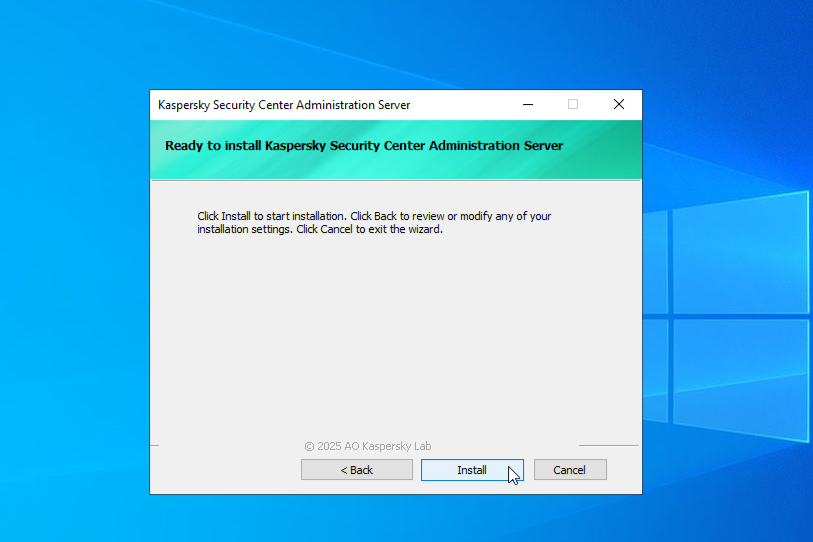 Kaspersky Security Center Administration Server
Ready to install Kaspersky Security Center Administration Server
Click Install to start installation. Click Back to review or modify any of your
installation settings. Click Cancel to exit the wizard.
© 2025 AO Kaspersky Lab
< Back
Install
Cancel